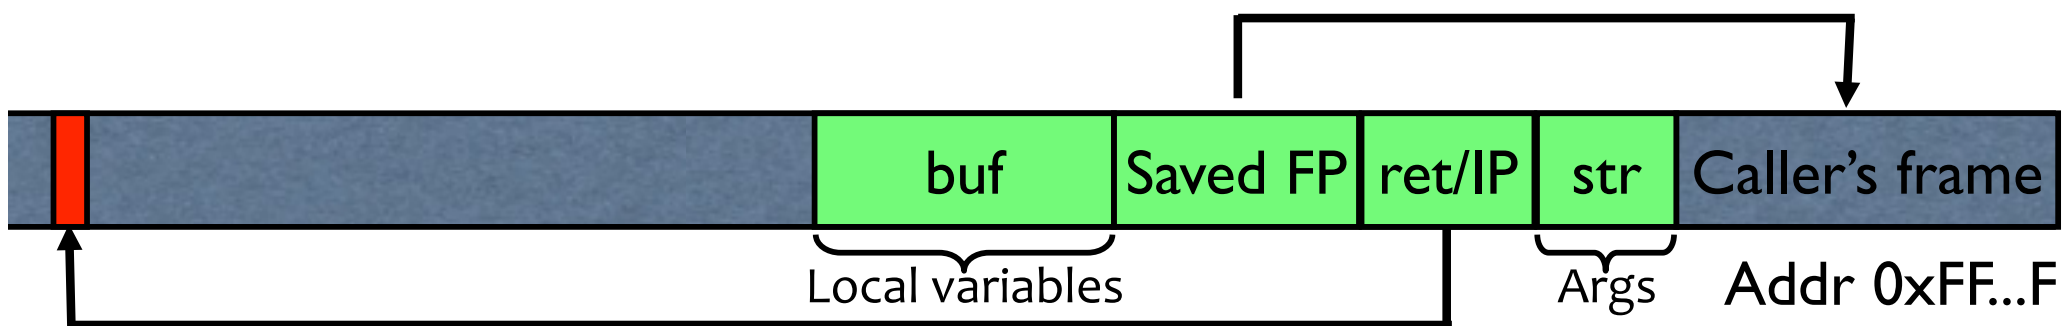 buf Saved FP ret/IP str Caller's frame
Local variables Args Addr 0xFF...F